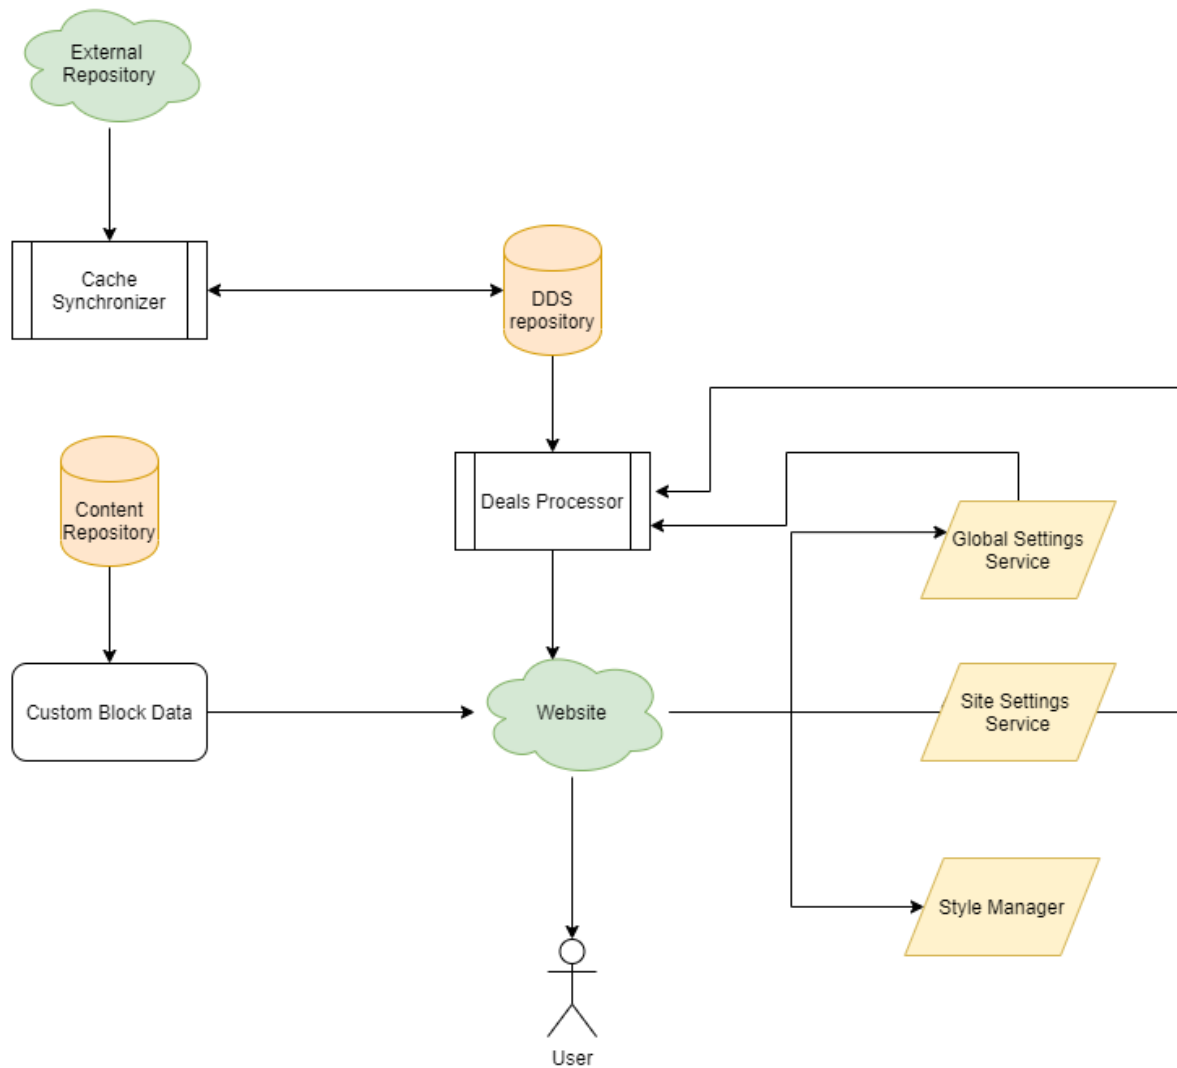 External
Repository
Cache
Synchronizer
DDS
repository
Content
Repository
Deals Processor
Global Settings
Service
Custom Block Data
Website
Site Settings
Service
Style Manager
User